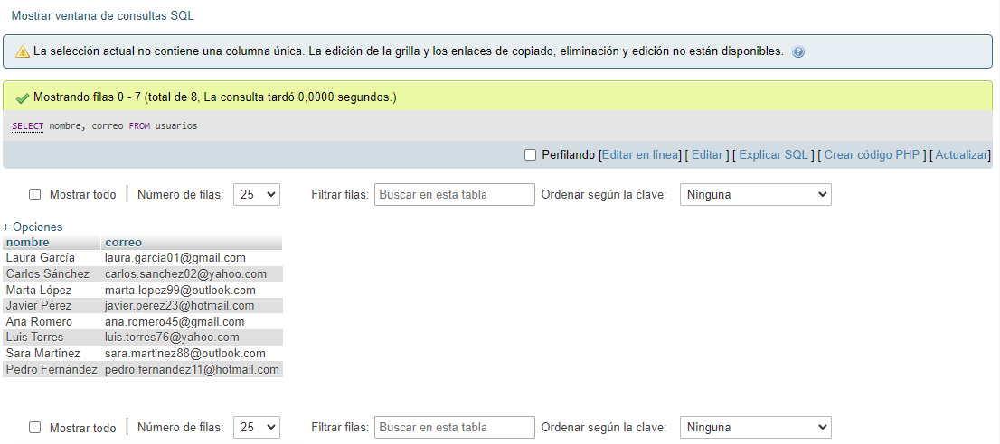 Mostrar ventana de consultas SQL
La selección actual no contiene una columna única. La edición de la grilla y los enlaces de copiado, eliminación y edición no están disponibles.
Mostrando filas 0 - 7 (total de 8, La consulta tardó 0,0000 segundos.)
SELECT nombre, correo FROM usuarios
Perfilando [Editar en línea] [ Editar ] [ Explicar SQL ] [ Crear código PHP ] [ Actualizar]
Mostrar todo | Número de filas: 25 Filtrar filas: Buscar en esta tabla Ordenar según la clave: Ninguna
+ Opciones
nombre correo
Laura García laura.garcia01@gmail.com
Carlos Sánchez carlos.sanchez02@yahoo.com
Marta López marta.lopez99@outlook.com
Javier Pérez javier.perez23@hotmail.com
Ana Romero ana.romero45@gmail.com
Luis Torres luis.torres76@yahoo.com
Sara Martínez sara.martinez88@outlook.com
Pedro Fernández pedro.fernandez11@hotmail.com
Mostrar todo | Número de filas: 25 Filtrar filas: Buscar en esta tabla Ordenar según la clave: Ninguna